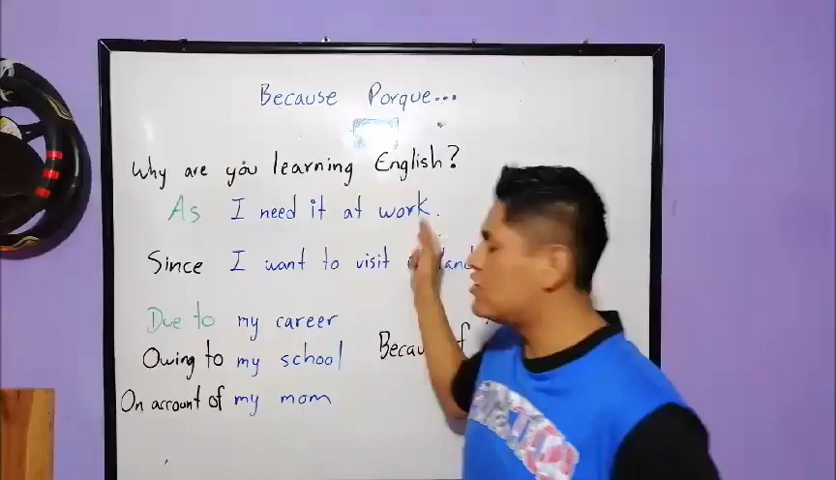 Because Porque...
Why are you learning English?
As I need it at work.
Since I want to visit
Due to my career
Owing to my school
On account of my mom